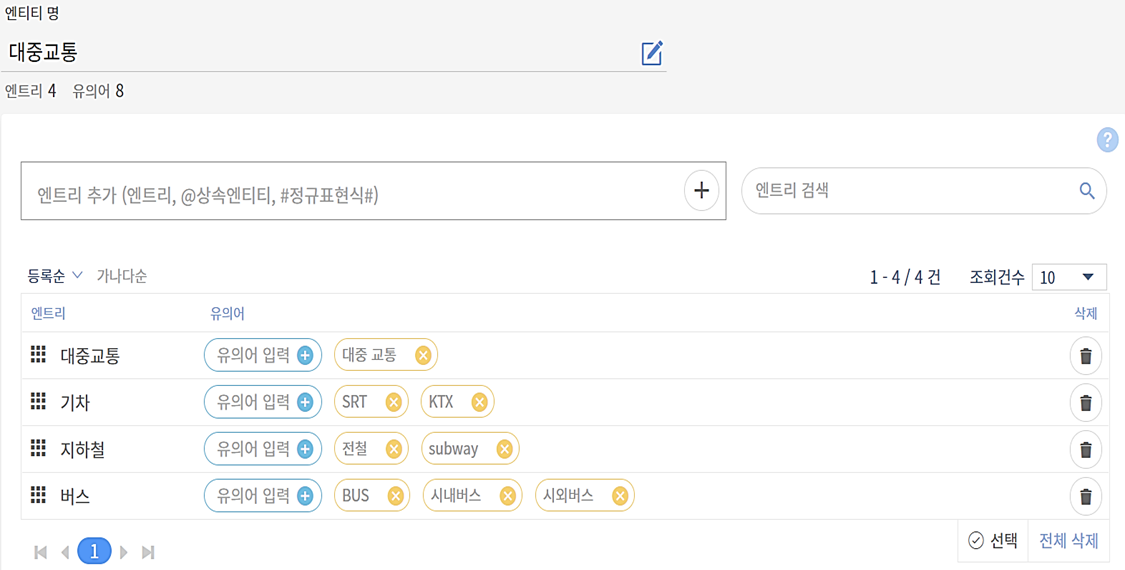 엔티티 명
대중교통
엔트리 4 유의어 8
?
엔트리 추가 (엔트리, @상속엔티티, #정규표현식#)
엔트리 검색
등록순 가나다순 1 - 4 / 4 건 조회건수 10
엔트리 유의어 삭제
대중교통 유의어 입력 대중 교통
기차 유의어 입력 SRT KTX
지하철 유의어 입력 전철 subway
버스 유의어 입력 BUS 시내버스 시외버스
선택 전체 삭제
1